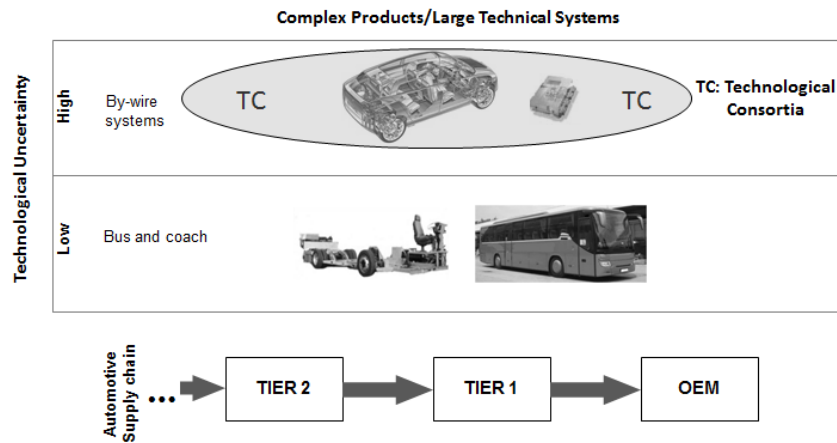 Complex Products/Large Technical Systems
Technological Uncertainty
High
By-wire
systems
TC
TC
TC: Technological
Consortia
Low
Bus and coach
Automotive
Supply chain
...
TIER 2
TIER 1
OEM